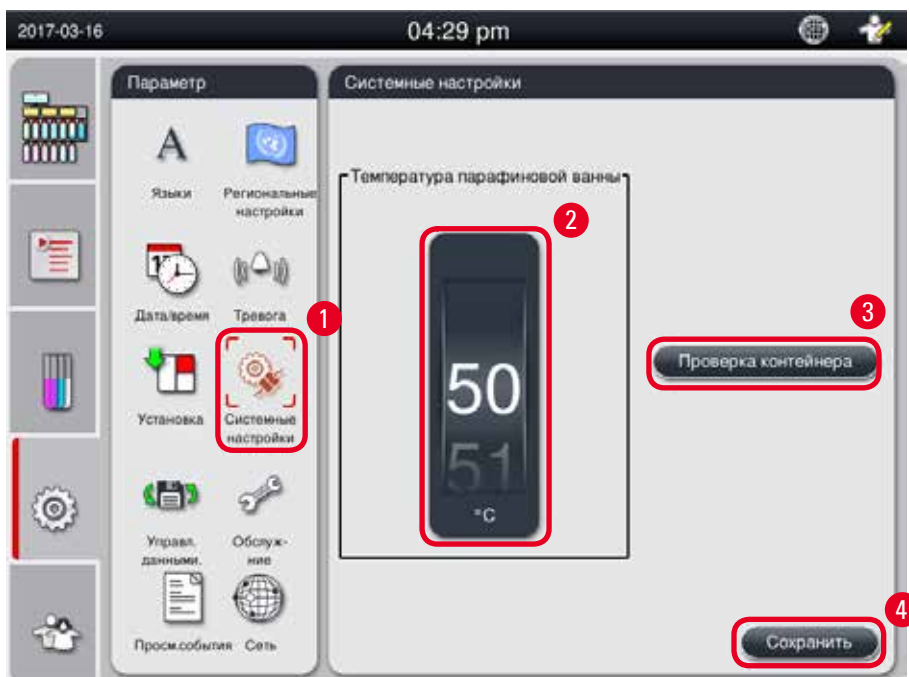 2017-03-16
04:29 pm
Параметр
Системные настройки
A
Языки
Региональные
настройки
17
Дата/время
Тревога
1
Установка
Системные
настройки
Управл.
данными.
Обслуж-
ние
Просм.события
Сеть
Температура парафиновой ванны
2
50
51
°C
3
Проверка контейнера
4
Сохранить